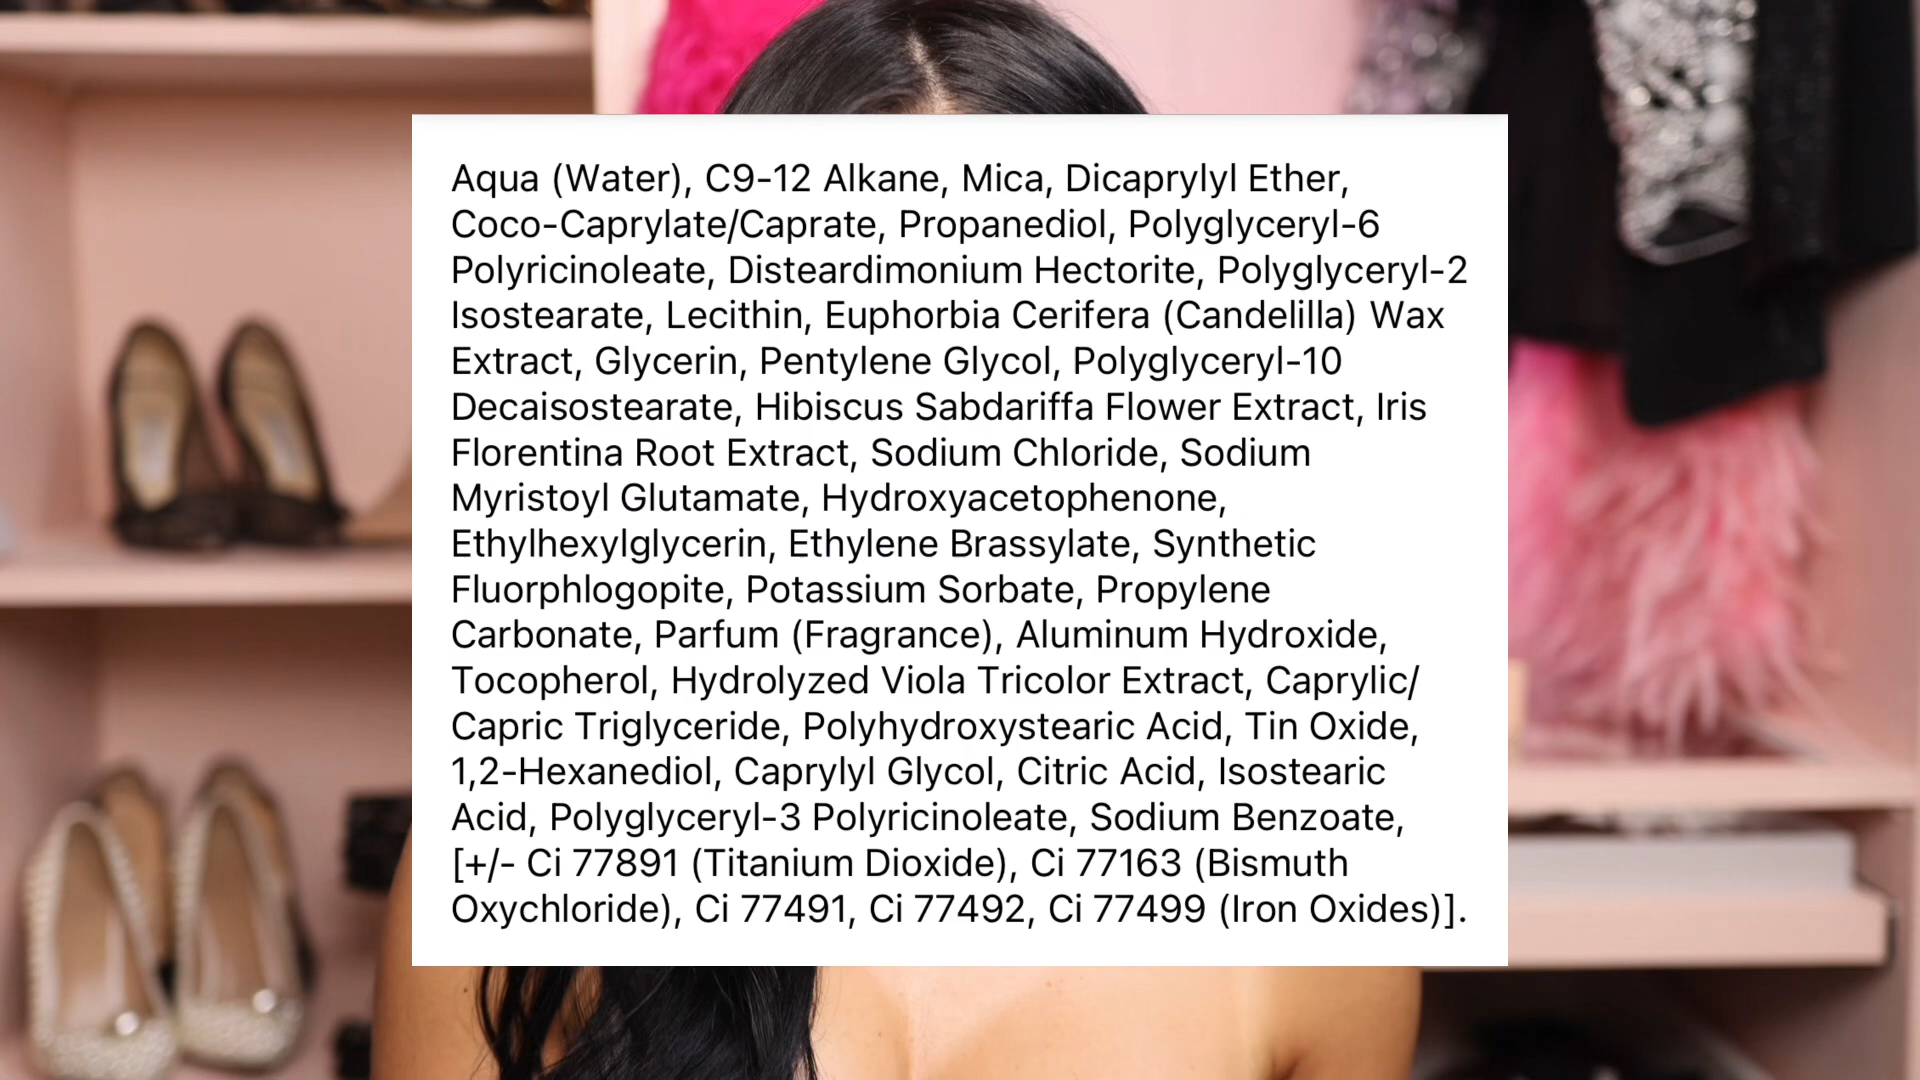 Aqua (Water), C9-12 Alkane, Mica, Dicaprylyl Ether,
Coco-Caprylate/Caprate, Propanediol, Polyglyceryl-6
Polyricinoleate, Disteardimonium Hectorite, Polyglyceryl-2
Isostearate, Lecithin, Euphorbia Cerifera (Candelilla) Wax
Extract, Glycerin, Pentylene Glycol, Polyglyceryl-10
Decaisostearate, Hibiscus Sabdariffa Flower Extract, Iris
Florentina Root Extract, Sodium Chloride, Sodium
Myristoyl Glutamate, Hydroxyacetophenone,
Ethylhexylglycerin, Ethylene Brassylate, Synthetic
Fluorphlogopite, Potassium Sorbate, Propylene
Carbonate, Parfum (Fragrance), Aluminum Hydroxide,
Tocopherol, Hydrolyzed Viola Tricolor Extract, Caprylic/
Capric Triglyceride, Polyhydroxystearic Acid, Tin Oxide,
1,2-Hexanediol, Caprylyl Glycol, Citric Acid, Isostearic
Acid, Polyglyceryl-3 Polyricinoleate, Sodium Benzoate,
[+/- Ci 77891 (Titanium Dioxide), Ci 77163 (Bismuth
Oxychloride), Ci 77491, Ci 77492, Ci 77499 (Iron Oxides)].